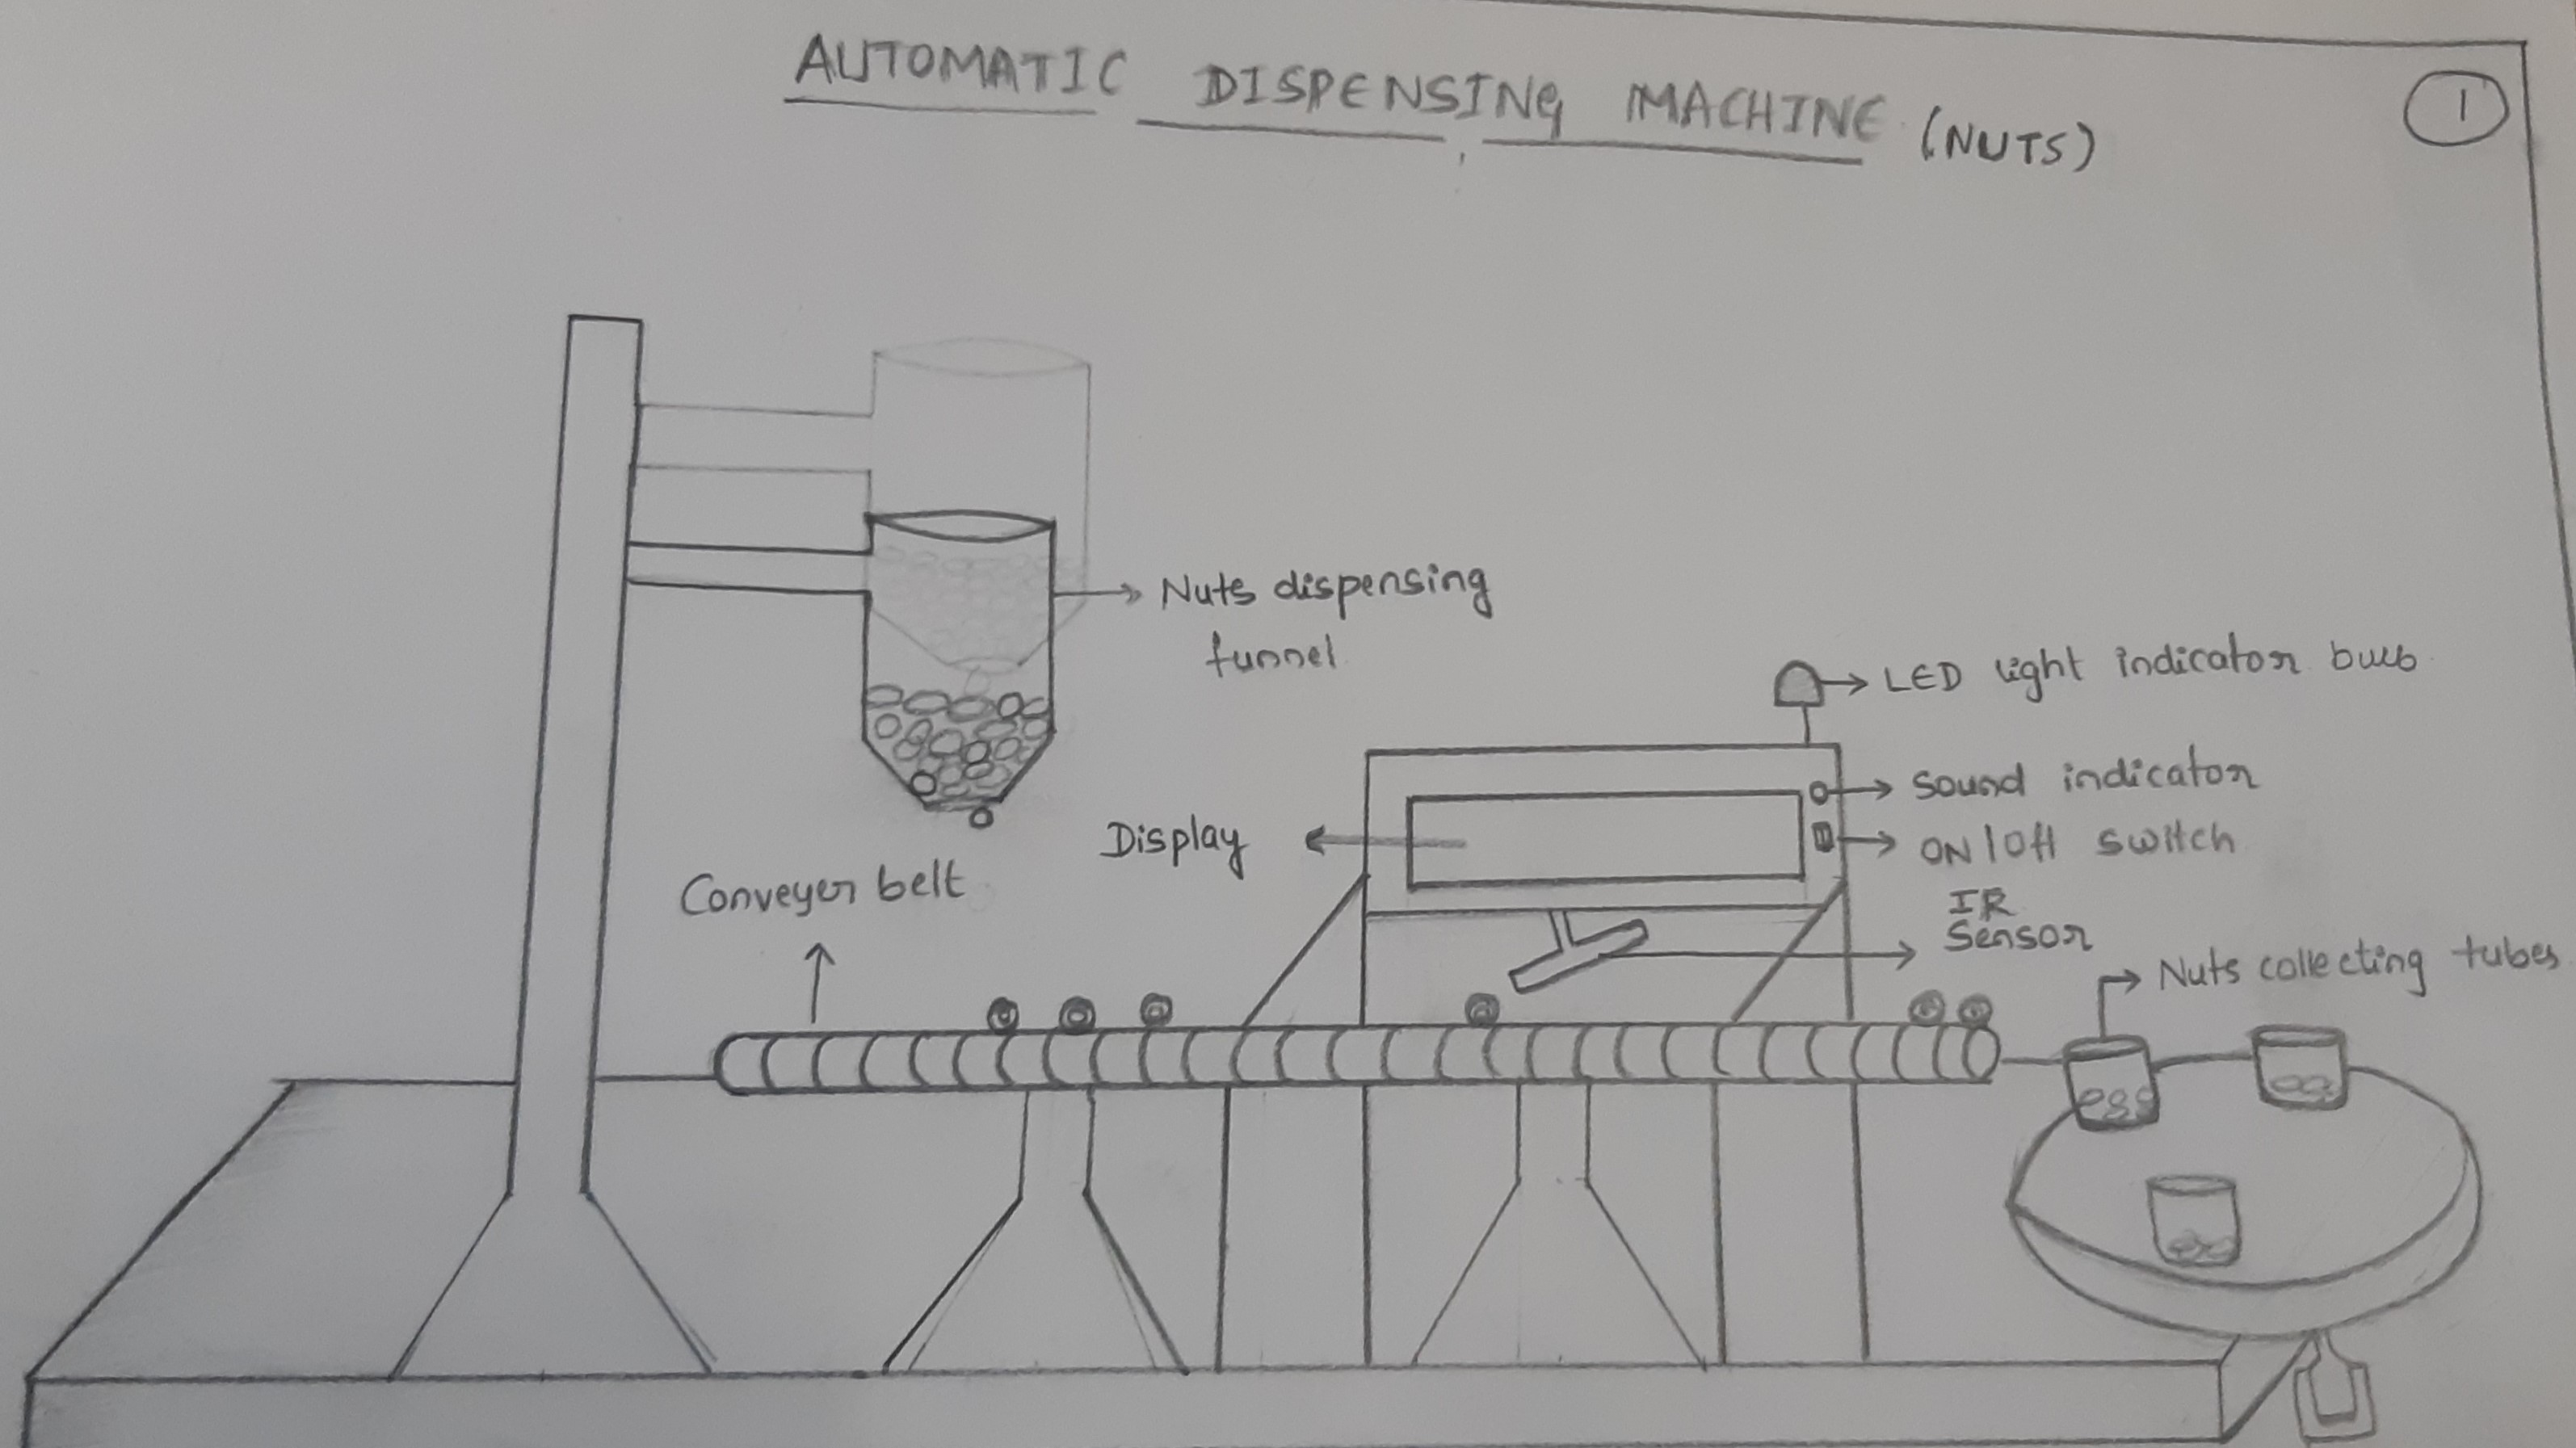 AUTOMATIC DISPENSING MACHINE (NUTS)
1
Nuts dispensing
funnel
LED light indicator bulb
Sound indicator
Display
ON/Off switch
Conveyer belt
IR
Sensor
Nuts collecting tubes